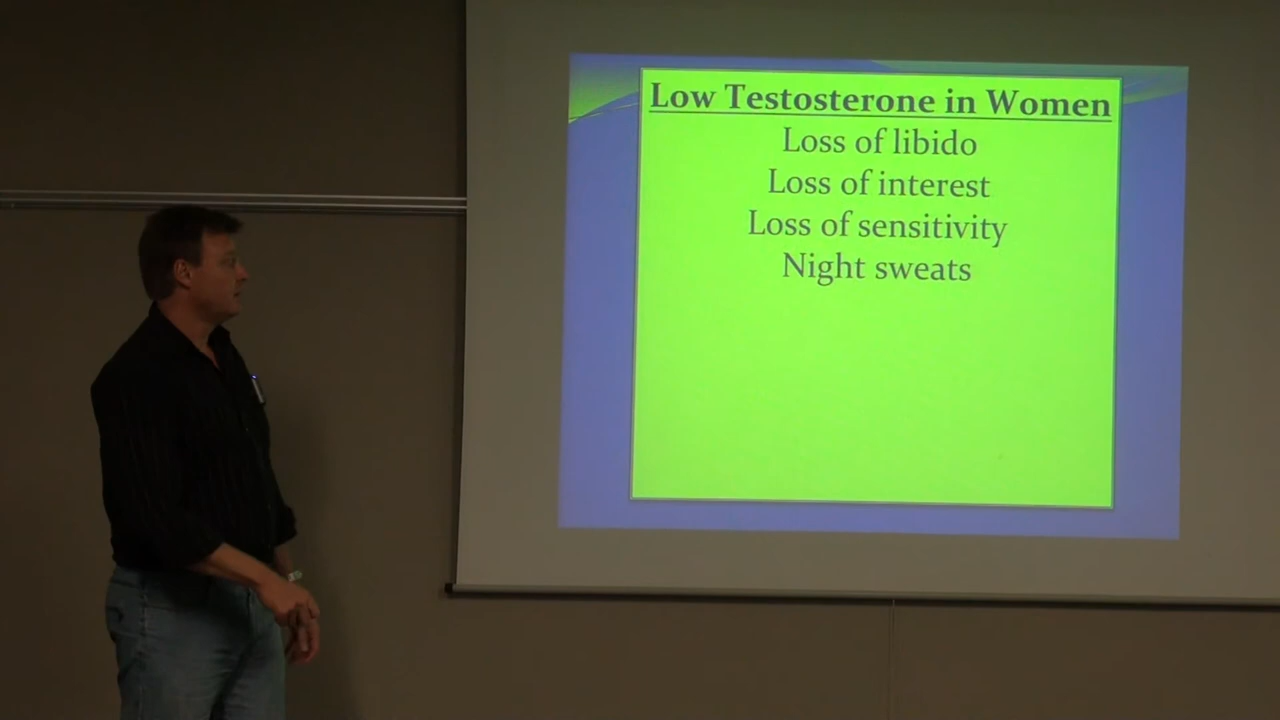 Low Testosterone in Women
Loss of libido
Loss of interest
Loss of sensitivity
Night sweats